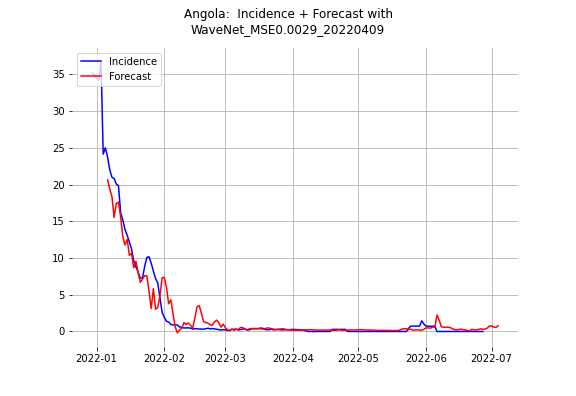 Angola:  Incidence + Forecast with
WaveNet_MSE0.0029_20220409
Incidence
Forecast
35
30
25
20
15
10
5
0
2022-01 2022-02 2022-03 2022-04 2022-05 2022-06 2022-07